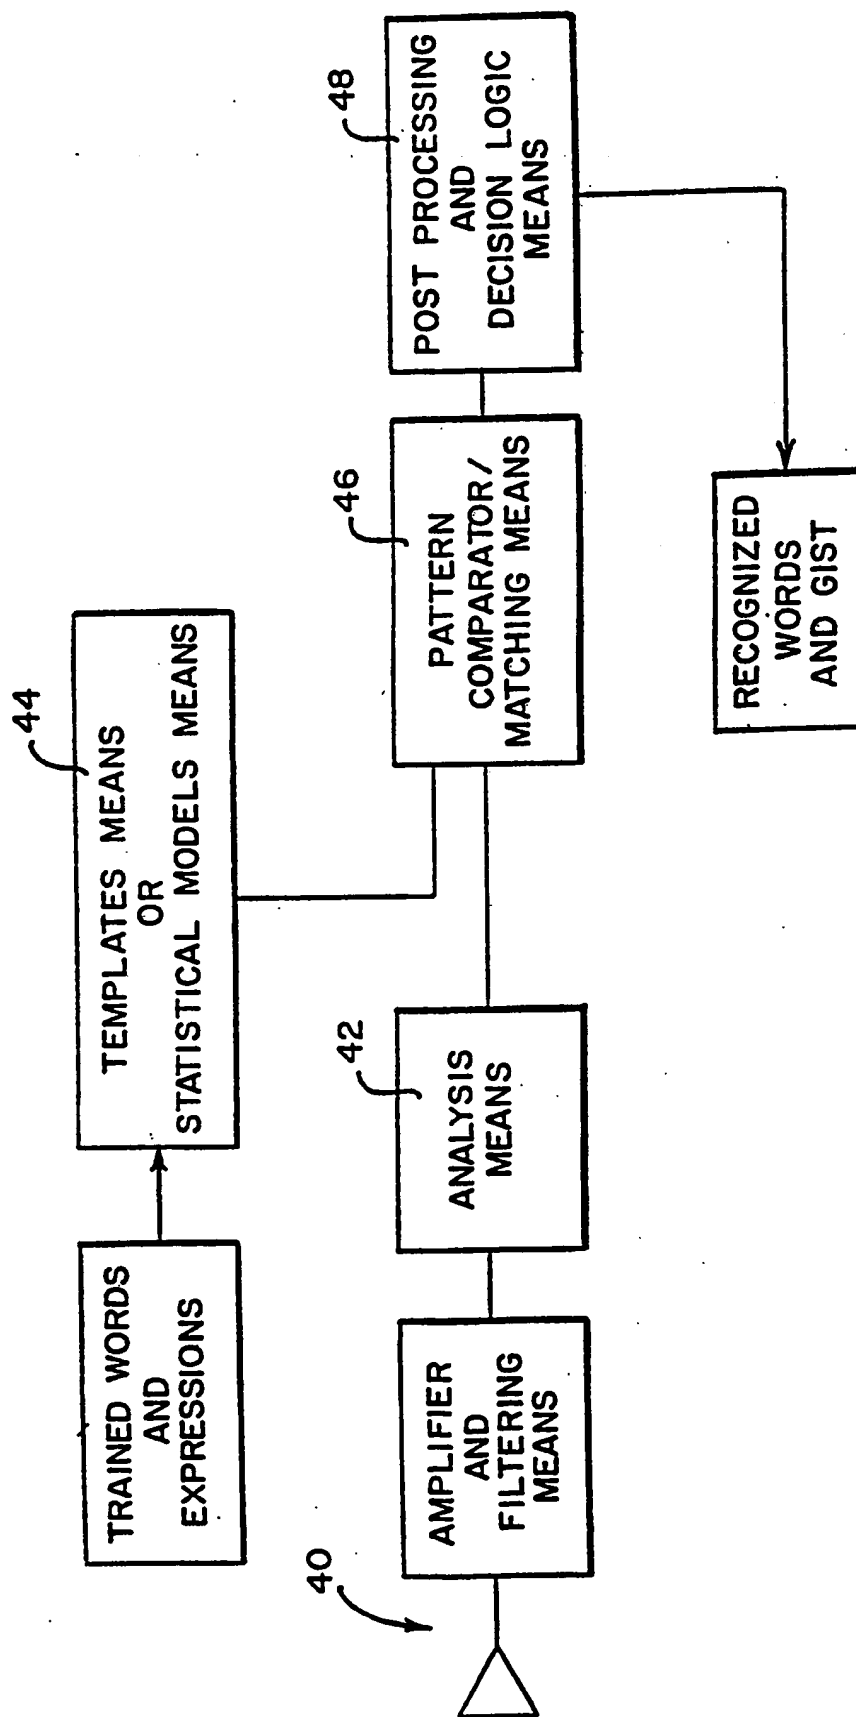 TRAINED WORDS
AND
EXPRESSIONS
44
TEMPLATES MEANS
OR
STATISTICAL MODELS MEANS
40
AMPLIFIER
AND
FILTERING
MEANS
42
ANALYSIS
MEANS
46
PATTERN
COMPARATOR/
MATCHING MEANS
48
POST PROCESSING
AND
DECISION LOGIC
MEANS
RECOGNIZED
WORDS
AND GIST